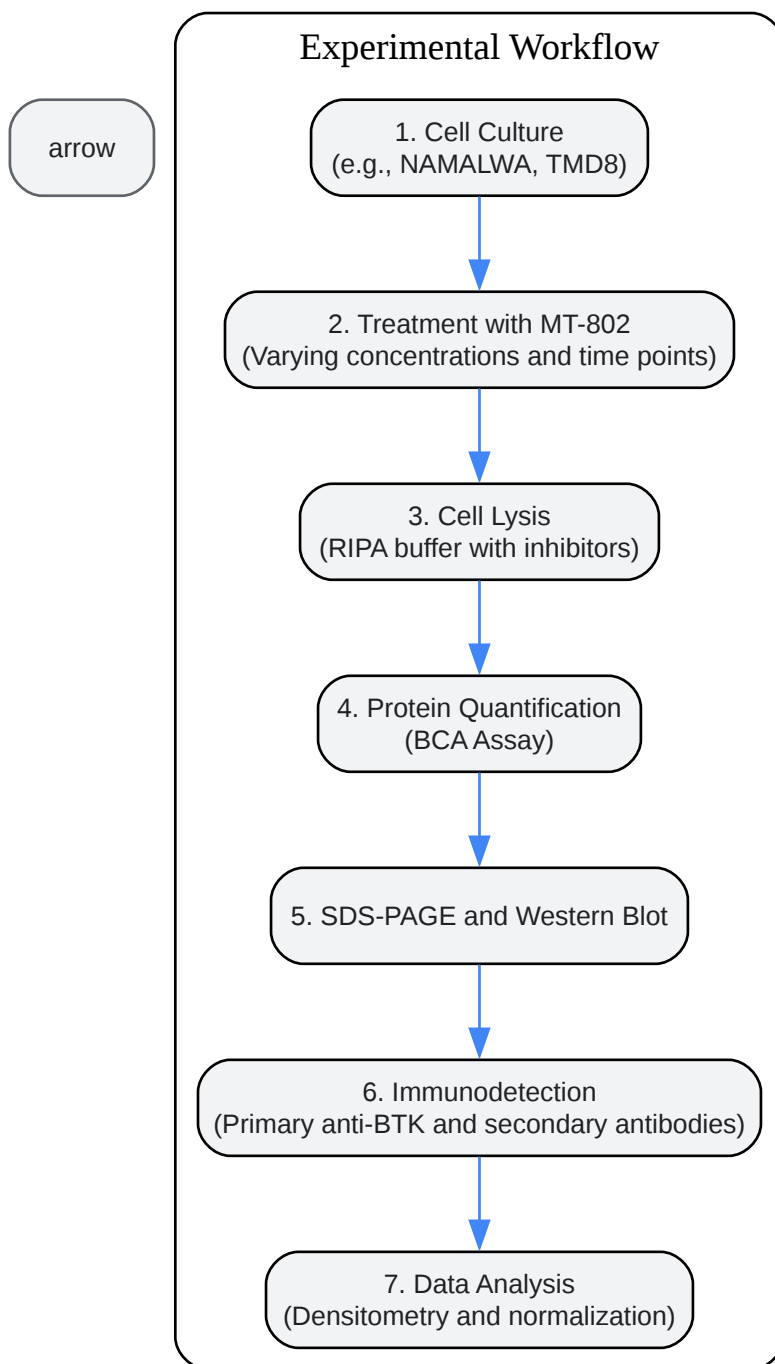 Experimental Workflow
arrow
1. Cell Culture
(e.g., NAMALWA, TMD8)
2. Treatment with MT-802
(Varying concentrations and time points)
3. Cell Lysis
(RIPA buffer with inhibitors)
4. Protein Quantification
(BCA Assay)
5. SDS-PAGE and Western Blot
6. Immunodetection
(Primary anti-BTK and secondary antibodies)
7. Data Analysis
(Densitometry and normalization)